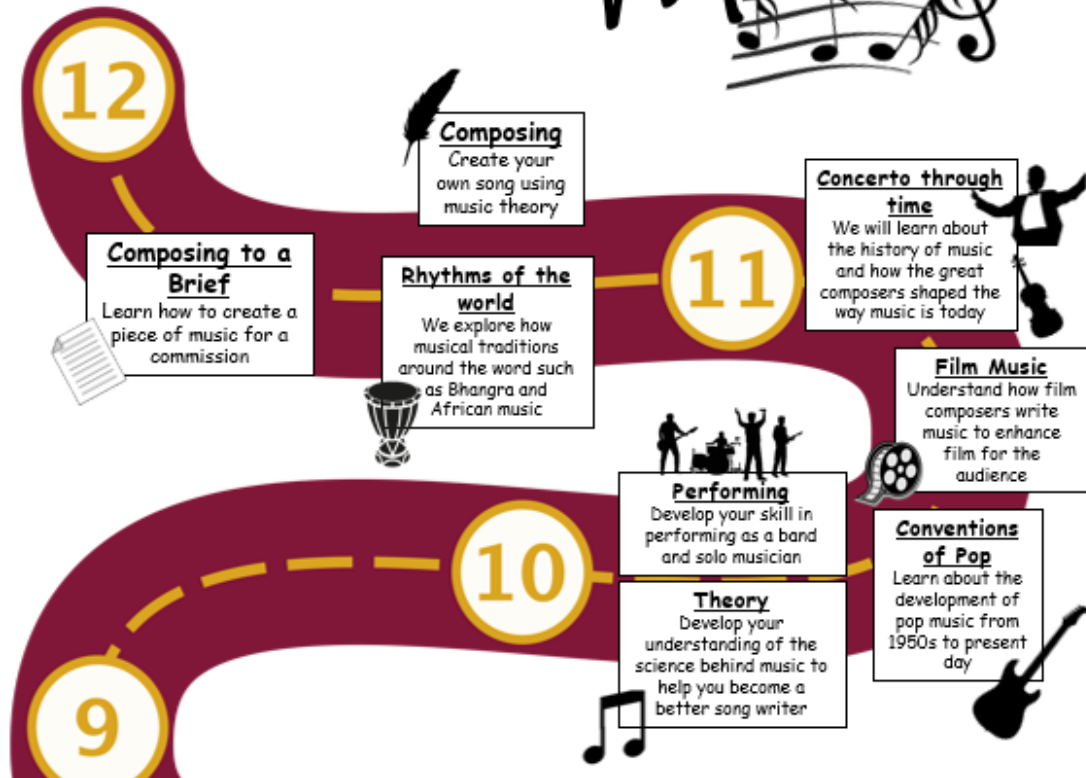 12
Composing
Create your
own song using
music theory
Concerto through
time
We will learn about
the history of music
and how the great
composers shaped the
way music is today
Composing to a
Brief
Learn how to create a
piece of music for a
commission
Rhythms of the
world
We explore how
musical traditions
around the word such
as Bhangra and
African music
11
Film Music
Understand how film
composers write
music to enhance
film for the
audience
Performing
Develop your skill in
performing as a band
and solo musician
Conventions
of Pop
Learn about the
development of
pop music from
1950s to present
day
10
Theory
Develop your
understanding of the
science behind music to
help you become a
better song writer
9